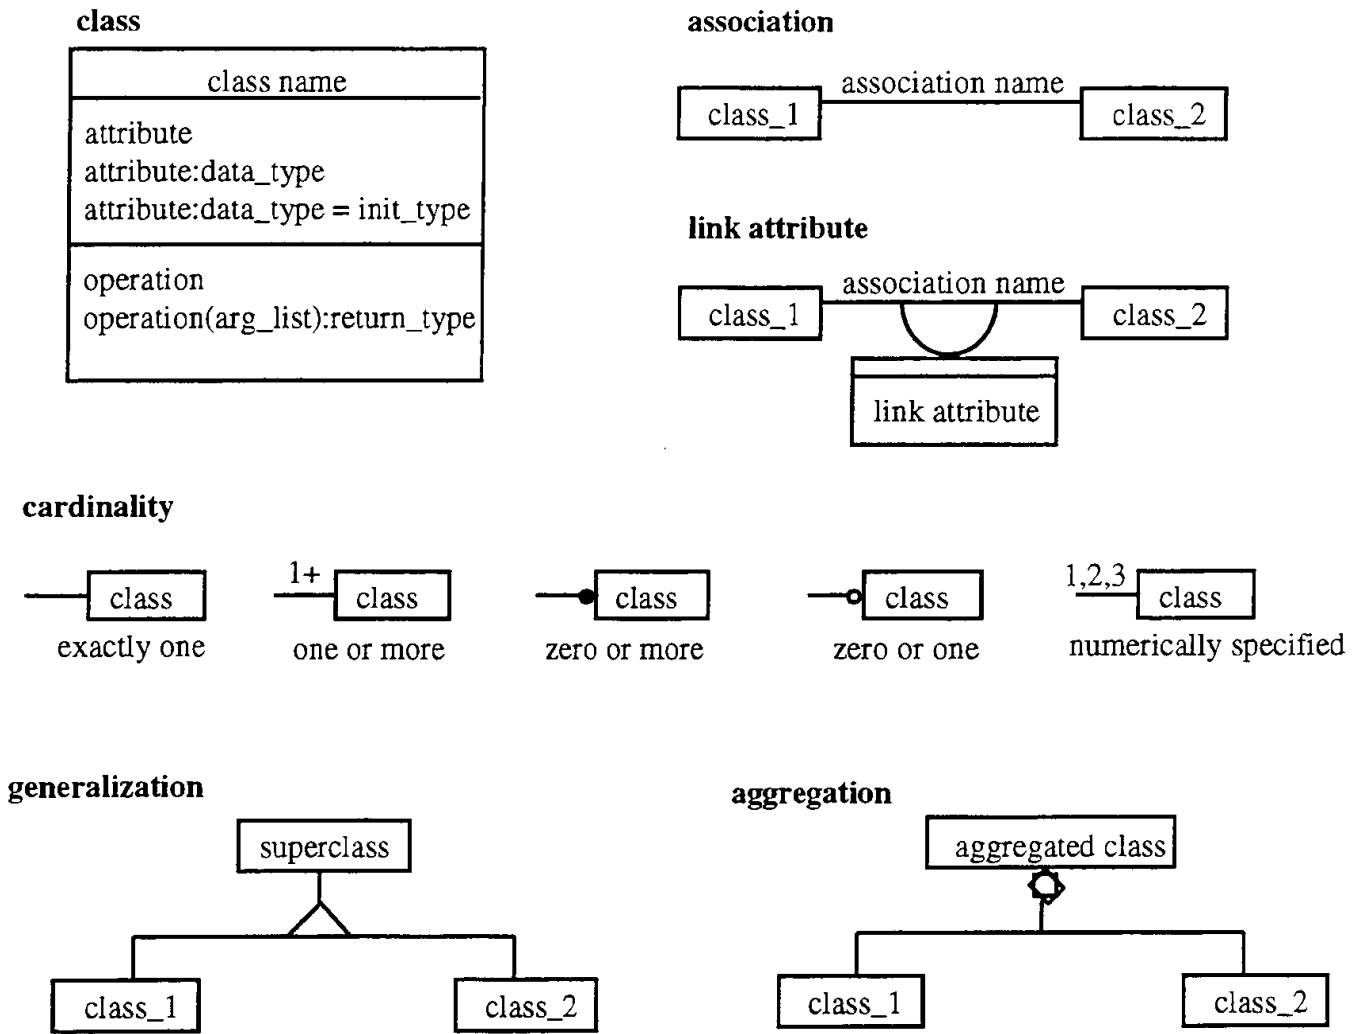 class
class name
attribute
attribute:data_type
attribute:data_type = init_type
operation
operation(arg_list):return_type
association
association name
class_1
class_2
link attribute
association name
class_1
class_2
link attribute
cardinality
class
exactly one
1+
class
one or more
class
zero or more
class
zero or one
1,2,3
class
numerically specified
generalization
superclass
class_1
class_2
aggregation
aggregated class
class_1
class_2